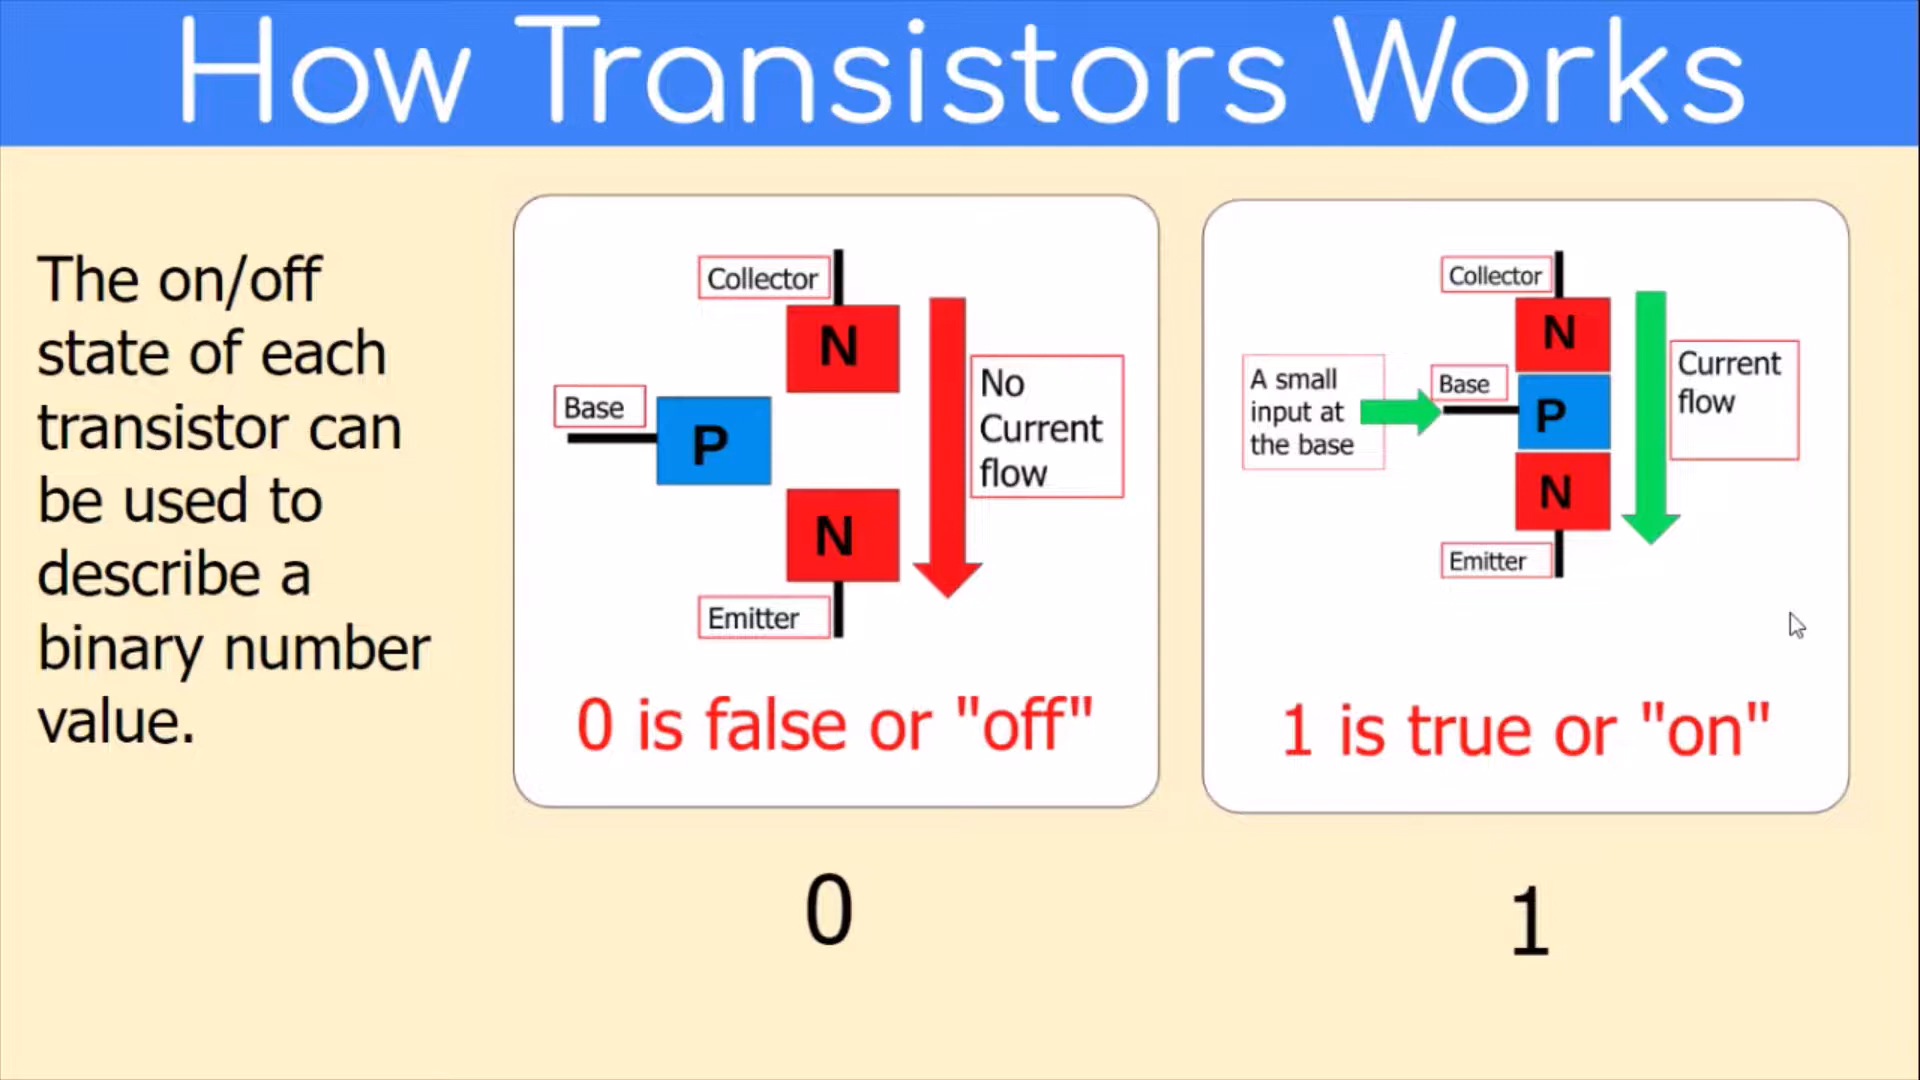 How Transistors Works
The on/off
state of each
transistor can
be used to
describe a
binary number
value.
Collector
N
Base
P
No
Current
flow
N
Emitter
0 is false or "off"
0
Collector
N
A small
input at
the base
Base
P
Current
flow
N
Emitter
1 is true or "on"
1